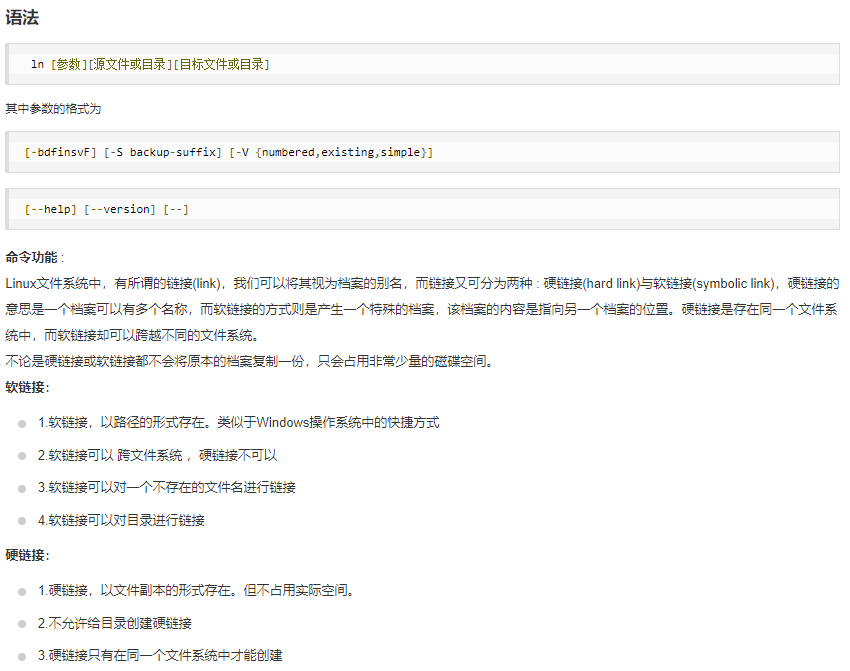 语法
ln [参数][源文件或目录][目标文件或目录]
其中参数的格式为
[-bdfinsvF] [-S backup-suffix] [-V {numbered,existing,simple}]
[--help] [--version] [--]
命令功能 :
Linux文件系统中，有所谓的链接(link)，我们可以将其视为档案的别名，而链接又可分为两种 : 硬链接(hard link)与软链接(symbolic link)，硬链接的
意思是一个档案可以有多个名称，而软链接的方式则是产生一个特殊的档案，该档案的内容是指向另一个档案的位置。硬链接是存在同一个文件系
统中，而软链接却可以跨越不同的文件系统。
不论是硬链接或软链接都不会将原本的档案复制一份，只会占用非常少量的磁碟空间。
软链接：
1.软链接，以路径的形式存在。类似于Windows操作系统中的快捷方式
2.软链接可以 跨文件系统 ，硬链接不可以
3.软链接可以对一个不存在的文件名进行链接
4.软链接可以对目录进行链接
硬链接：
1.硬链接，以文件副本的形式存在。但不占用实际空间。
2.不允许给目录创建硬链接
3.硬链接只有在同一个文件系统中才能创建